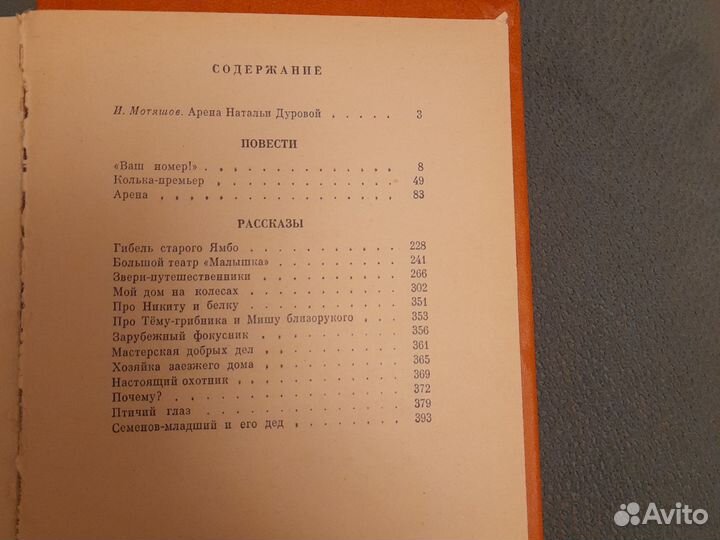 СОДЕРЖАНИЕ
И. Мотяшов. Арена Натальи Дуровой . . . . . 3
ПОВЕСТИ
«Ваш номер!» . . . . . . . . . . . . . 8
Колька-премьер . . . . . . . . . . . . 49
Арена . . . . . . . . . . . . . . . . 83
РАССКАЗЫ
Гибель старого Ямбо . . . . . . . . . . 228
Большой театр «Малышка» . . . . . . . . 241
Звери-путешественники . . . . . . . . . 266
Мой дом на колесах . . . . . . . . . . 302
Про Никиту и белку . . . . . . . . . . 351
Про Тёму-грибника и Мишу близорукого . . . 353
Зарубежный фокусник . . . . . . . . . . 356
Мастерская добрых дел . . . . . . . . . 361
Хозяйка заезжего дома . . . . . . . . . 365
Настоящий охотник . . . . . . . . . . . 369
Почему? . . . . . . . . . . . . . . . 372
Птичий глаз . . . . . . . . . . . . . 379
Семенов-младший и его дед . . . . . . . 393
Avito